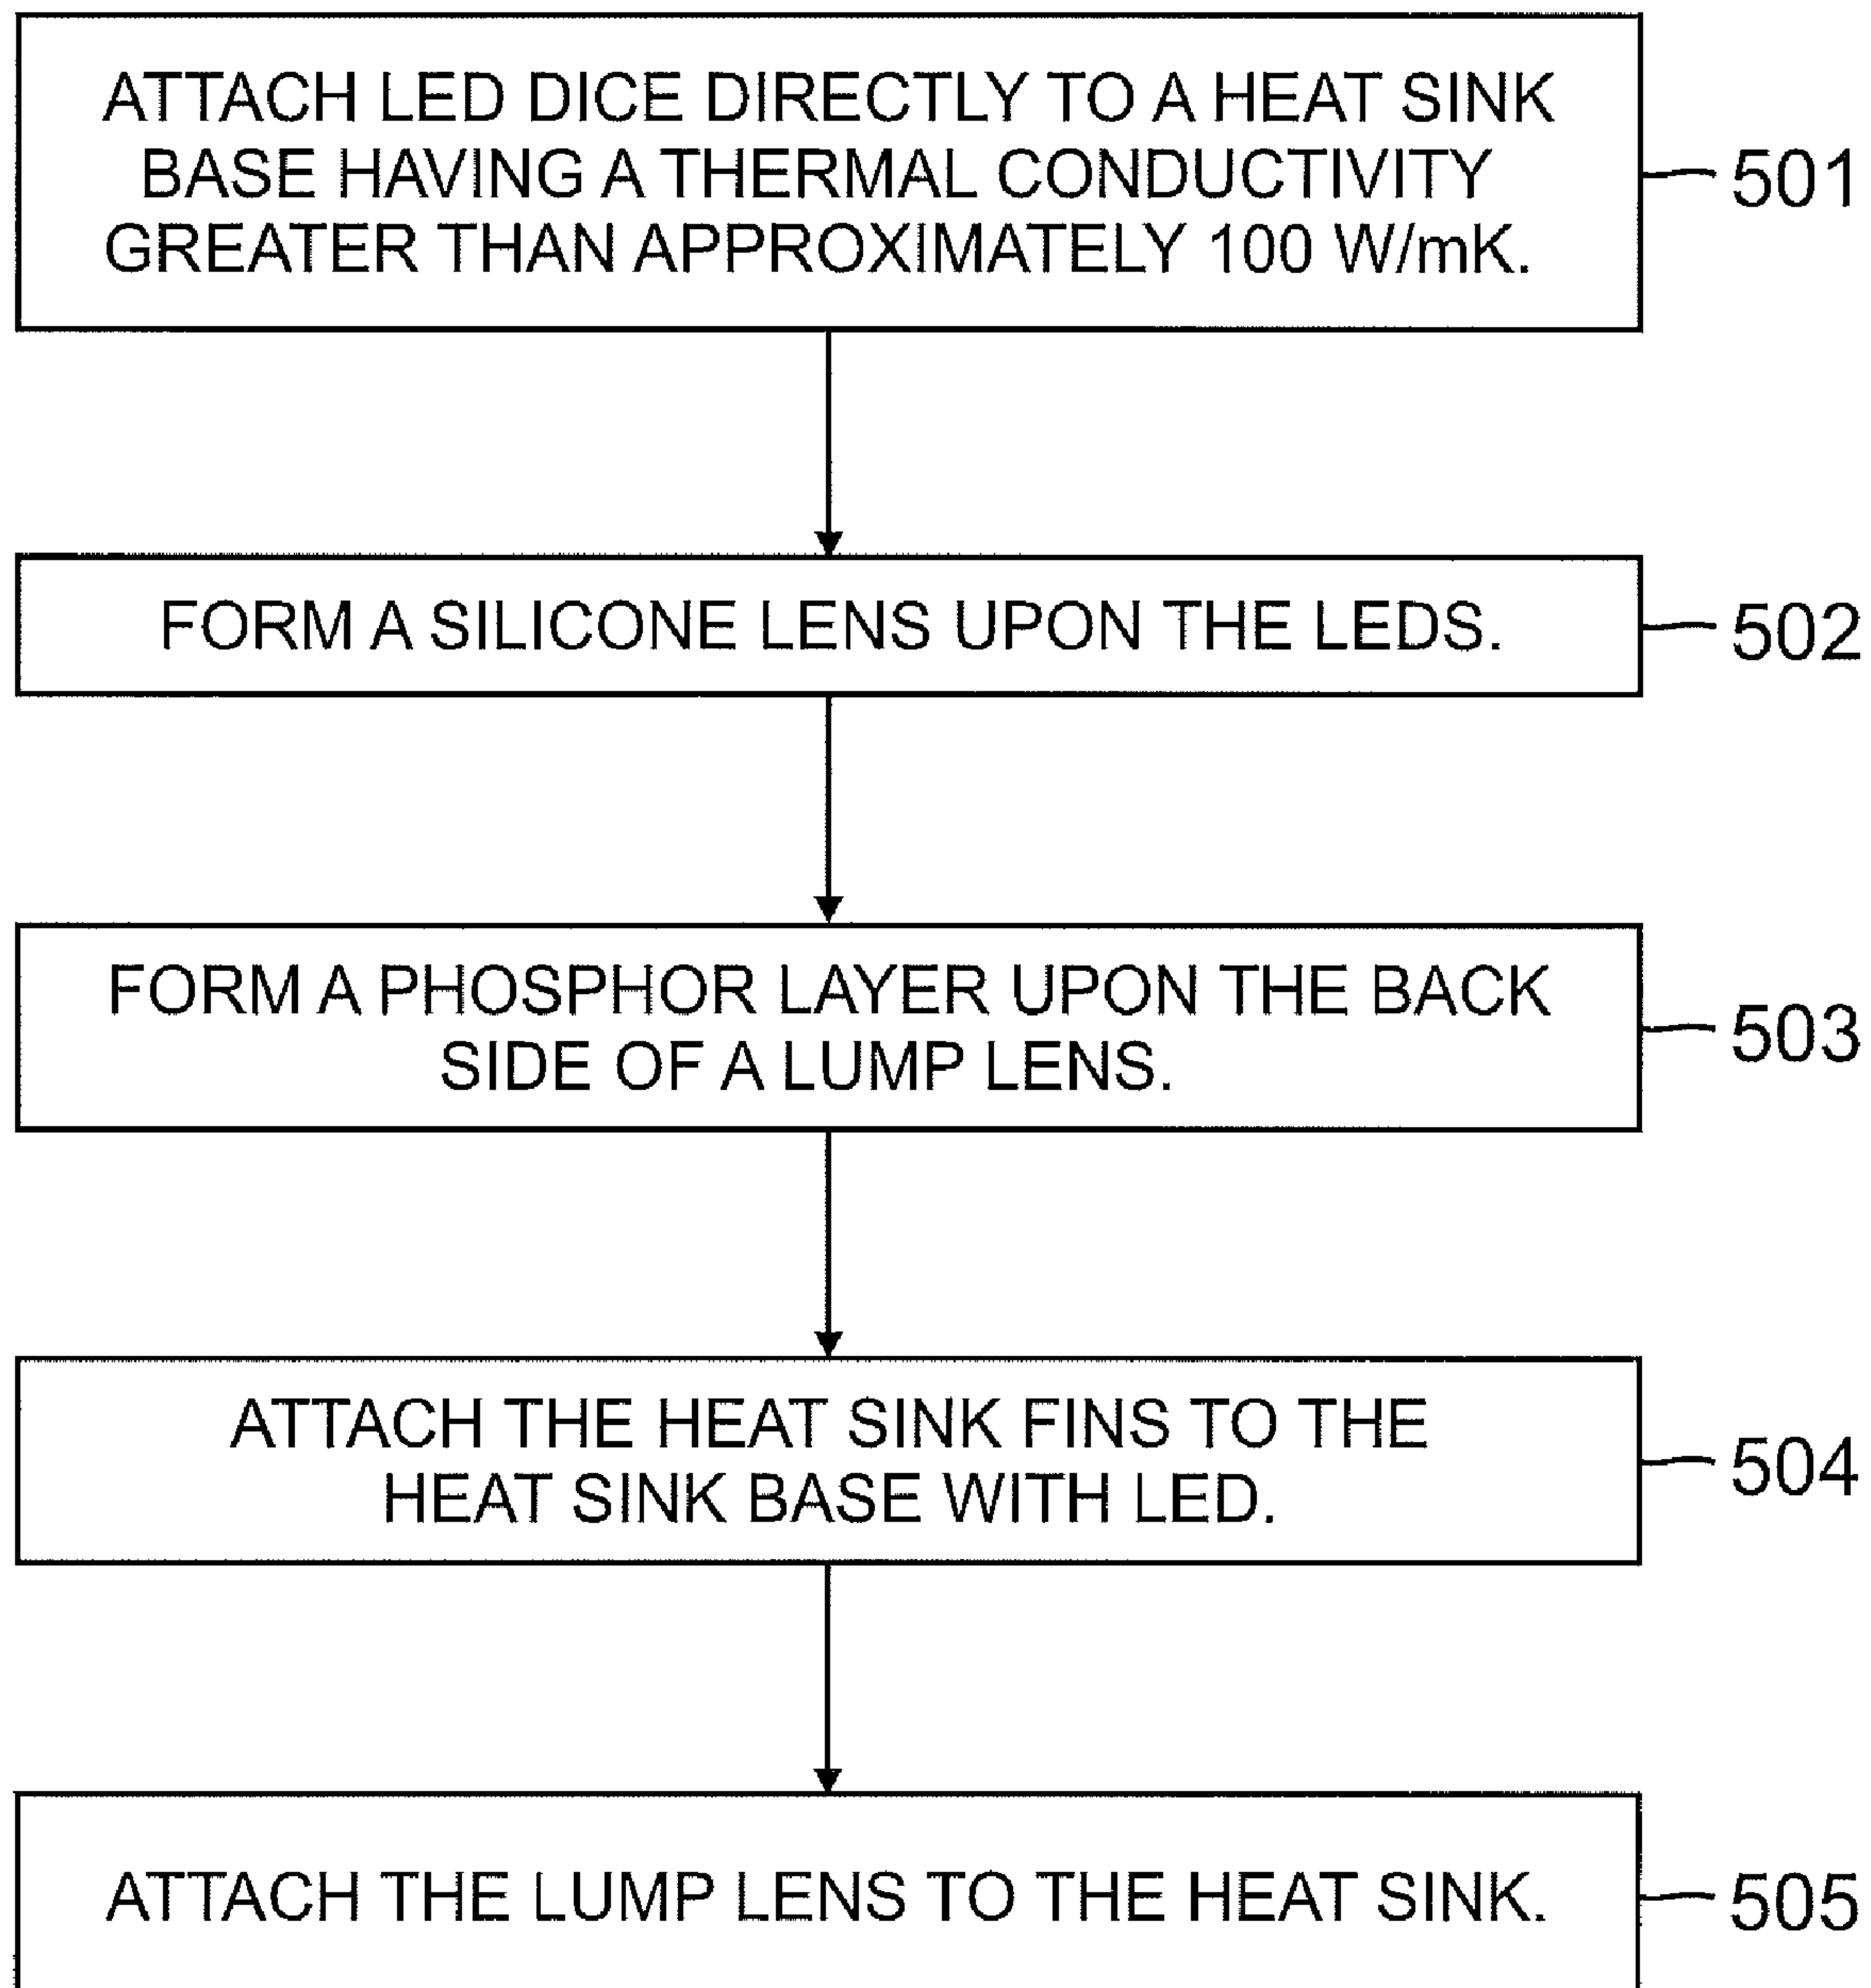 ATTACH LED DICE DIRECTLY TO A HEAT SINK
BASE HAVING A THERMAL CONDUCTIVITY
GREATER THAN APPROXIMATELY 100 W/mK.
501
FORM A SILICONE LENS UPON THE LEDS.
502
FORM A PHOSPHOR LAYER UPON THE BACK
SIDE OF A LUMP LENS.
503
ATTACH THE HEAT SINK FINS TO THE
HEAT SINK BASE WITH LED.
504
ATTACH THE LUMP LENS TO THE HEAT SINK.
505